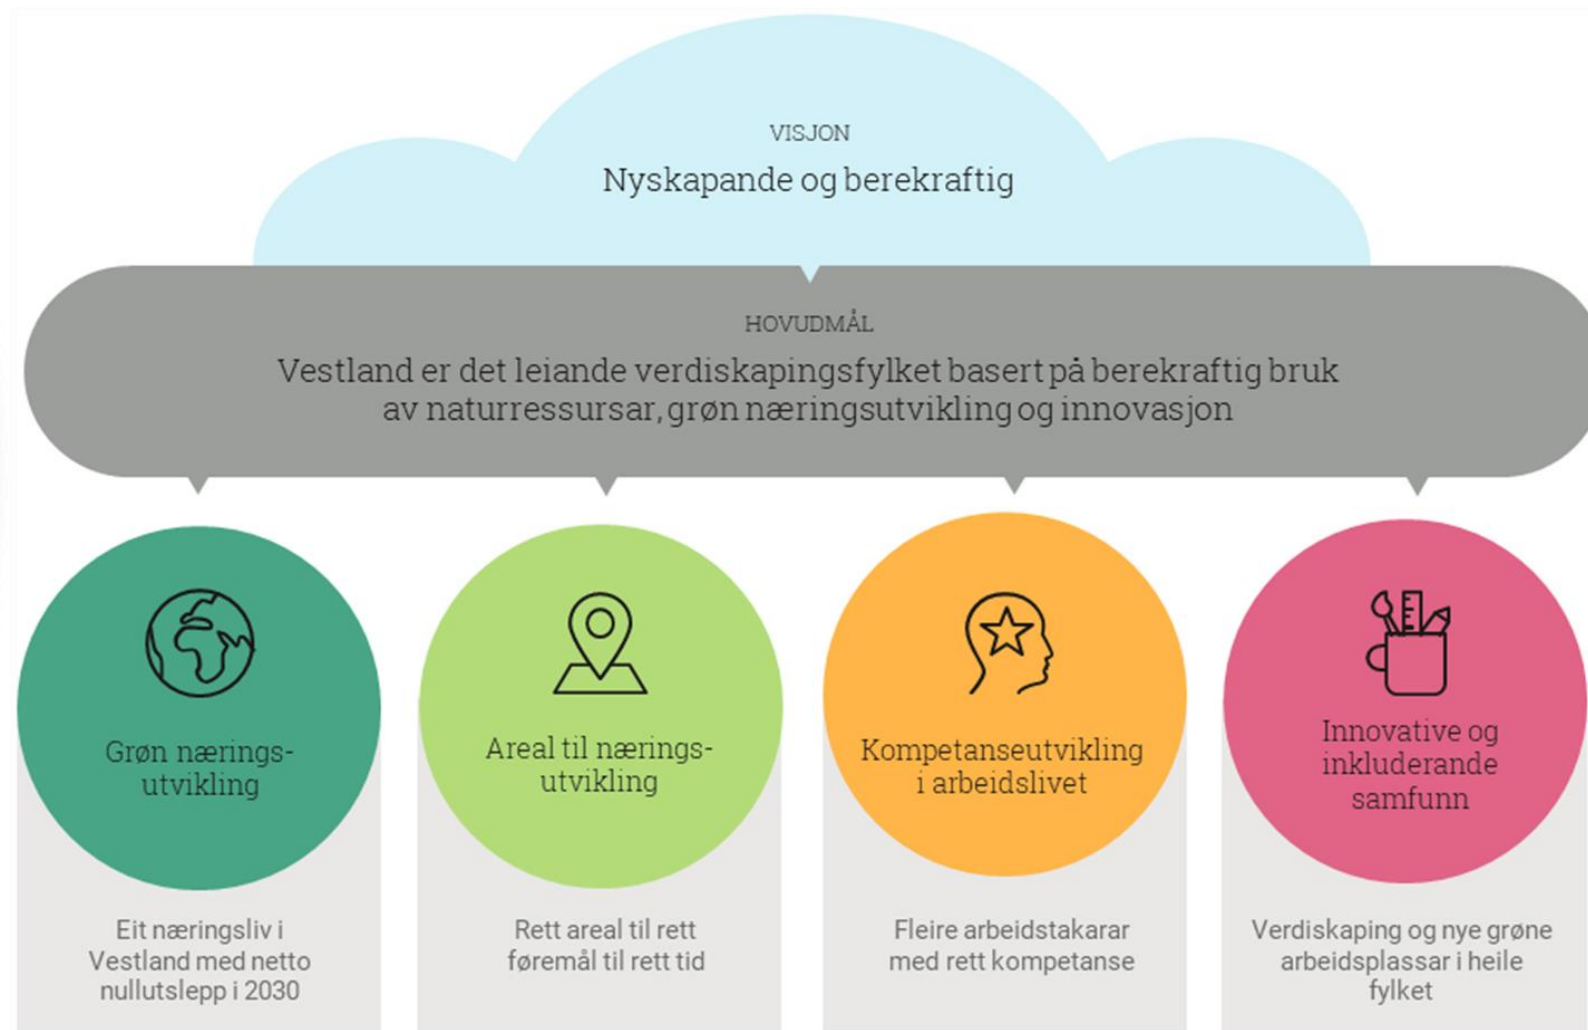 VISJON
Nyskapande og berekraftig
HOVUDMÅL
Vestland er det leiande verdiskapingsfylket basert på berekraftig bruk
av naturressursar, grøn næringsutvikling og innovasjon
Grøn nærings-
utvikling
Eit næringsliv i
Vestland med netto
nullutslepp i 2030
Areal til nærings-
utvikling
Rett areal til rett
føremål til rett tid
Kompetanseutvikling
i arbeidslivet
Fleire arbeidstakarar
med rett kompetanse
Innovative og
inkluderande
samfunn
Verdiskaping og nye grøne
arbeidsplassar i heile
fylket